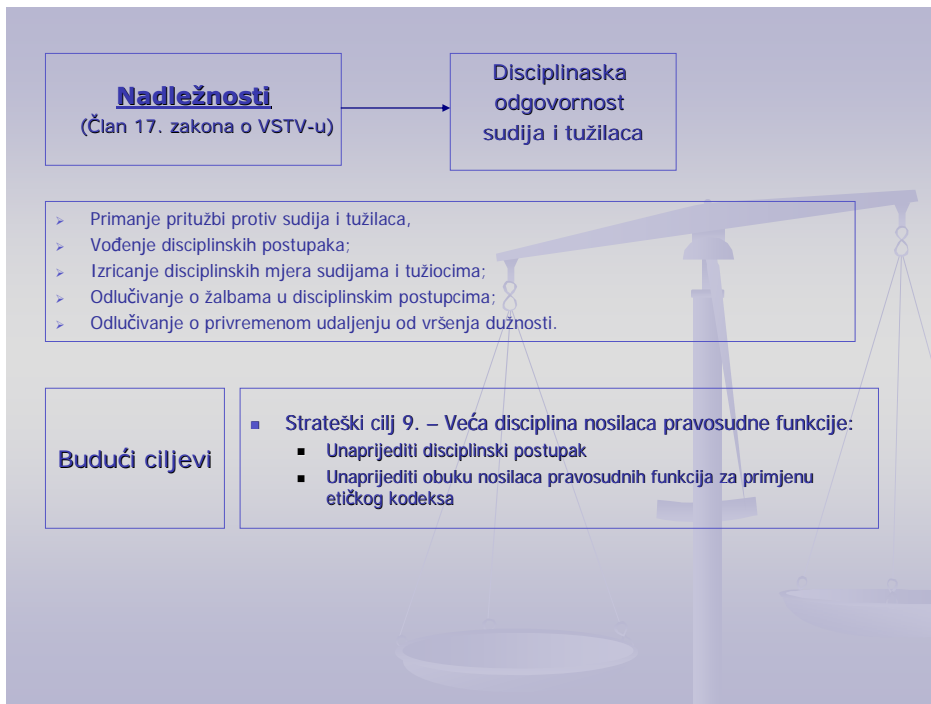 Nadležnosti
(Član 17. zakona o VSTV-u)
Disciplinaska
odgovornost
sudija i tužilaca
Primanje pritužbi protiv sudija i tužilaca,
Vođenje disciplinskih postupaka;
Izricanje disciplinskih mjera sudijama i tužiocima;
Odlučivanje o žalbama u disciplinskim postupcima;
Odlučivanje o privremenom udaljenju od vršenja dužnosti.
Budući ciljevi
Strateški cilj 9. – Veća disciplina nosilaca pravosudne funkcije:
Unaprijediti disciplinski postupak
Unaprijediti obuku nosilaca pravosudnih funkcija za primjenu
etičkog kodeksa